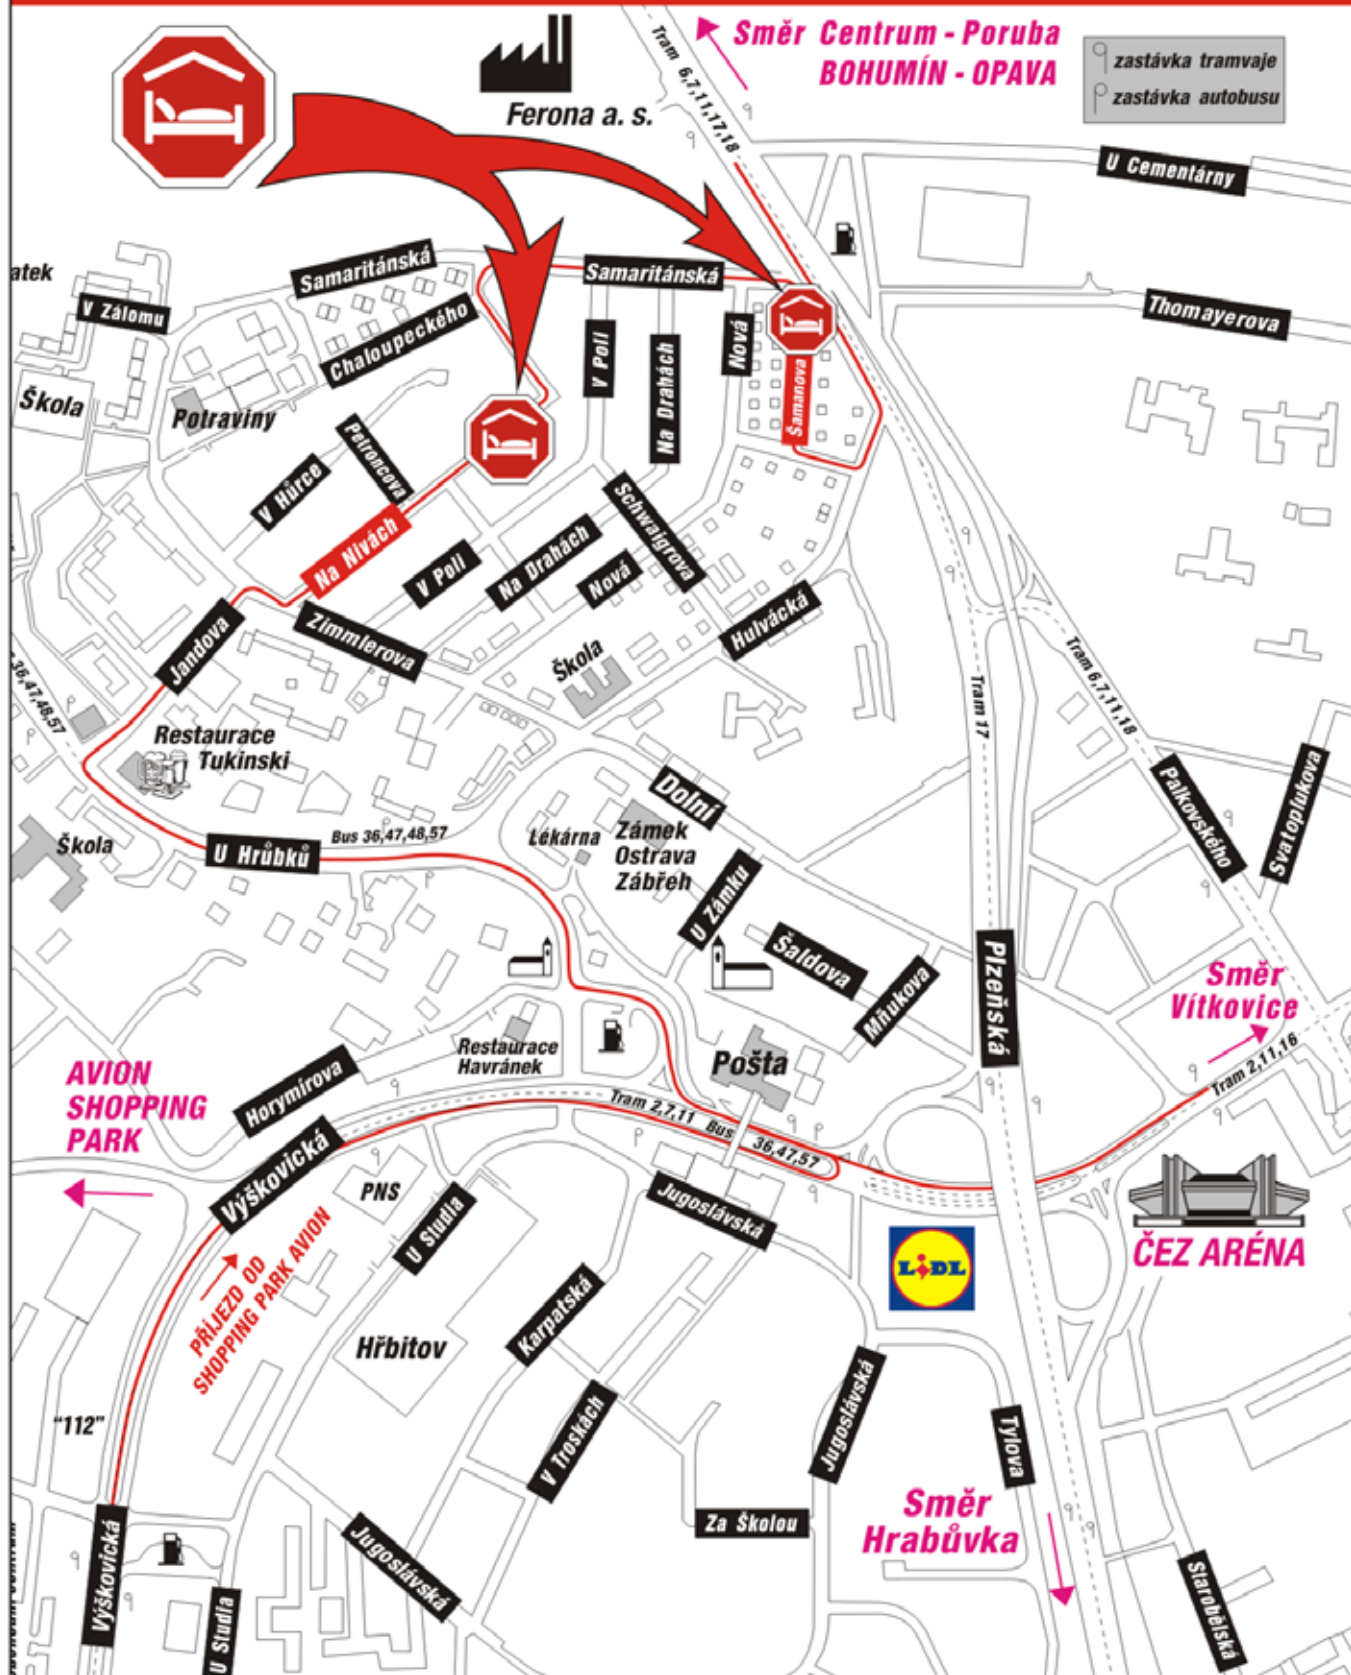 Směr Centrum - Poruba
BOHUMÍN - OPAVA
zastávka tramvaje
zastávka autobusu
Ferona a. s.
Tram 6,7,11,17,18
U Cementárny
Samaritánská
Samaritánská
V Zálomu
Chaloupeckého
Thomayerova
V Poli
Na Drahách
Nová
Šamanova
Škola
Potraviny
Petroncova
V Hůrce
Na Nivách
V Poli
Na Drahách
Nová
Schwaigrova
Hulvácká
Jandova
Zimmlerova
Škola
36,47,48,57
Tram 17
Tram 6,7,11,18
Restaurace
Tukinski
Dolní
Palkovského
Svatoplukova
Škola
U Hrůbků
Bus 36,47,48,57
Lékárna
Zámek
Ostrava
Zábřeh
U Zámku
Šaldova
Mňukova
Plzeňská
Směr
Vítkovice
Restaurace
Havránek
Pošta
Tram 2,11,16
AVION
SHOPPING
PARK
Horymírova
Tram 2,7,11 Bus 36,47,57
Výškovická
PNS
U Studia
Jugoslávská
LIDL
ČEZ ARÉNA
PŘÍJEZD OD
SHOPPING PARK AVION
Karpatská
Hřbitov
"112"
V Troskách
Jugoslávská
Tylova
Výškovická
Za Školou
Směr
Hrabůvka
Jugoslávská
U Studia
Starobělská